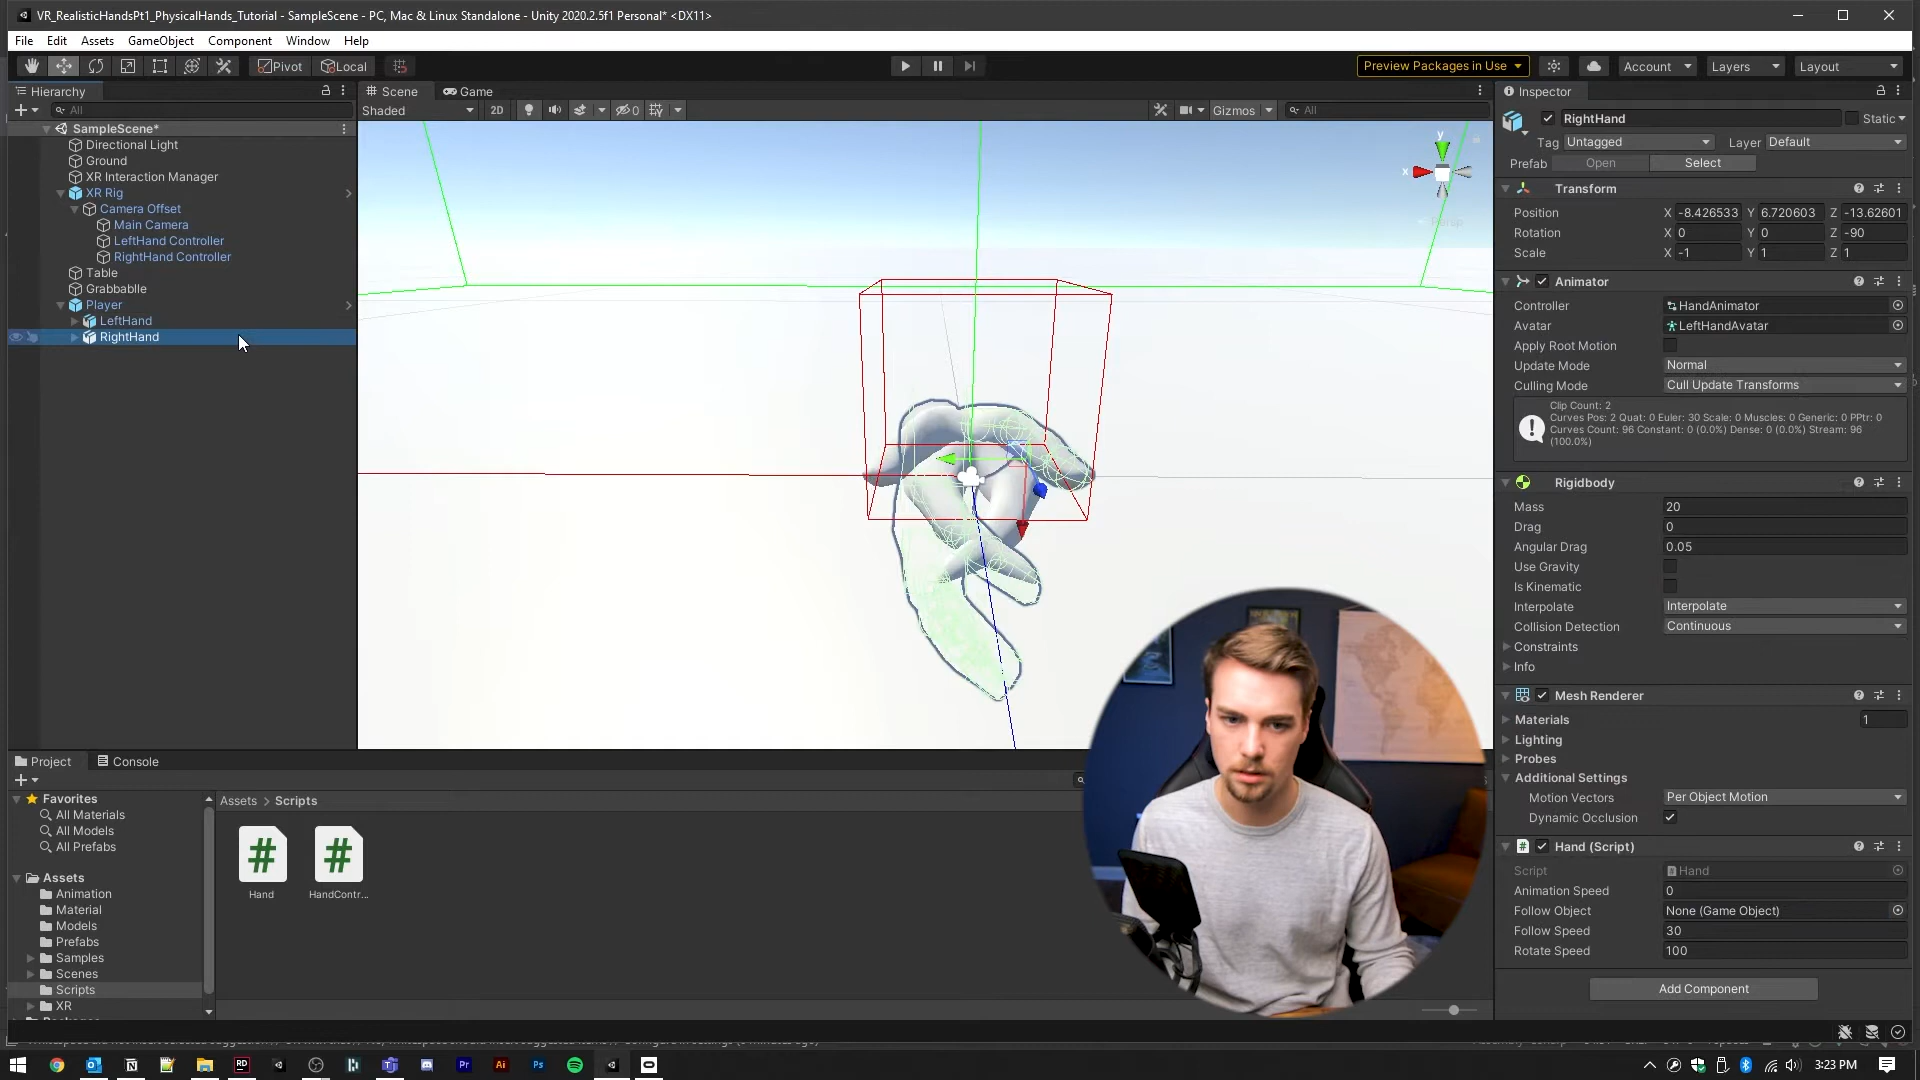 VR_RealisticHandsPt1_PhysicalHands_Tutorial - SampleScene - PC, Mac & Linux Standalone - Unity 2020.2.5f1 Personal* <DX11>
File Edit Assets GameObject Component Window Help
Pivot Local Preview Packages in Use Account Layers Layout
Hierarchy
All
SampleScene*
Directional Light
Ground
XR Interaction Manager
XR Rig
Camera Offset
Main Camera
LeftHand Controller
RightHand Controller
Table
Grabbablle
Player
LeftHand
RightHand
Scene Game
Shaded 2D 0 Gizmos All
y
x
Persp
Inspector
RightHand Static
Tag Untagged Layer Default
Prefab Open Select
Transform
Position X -8.426533 Y 6.720603 Z -13.62601
Rotation X 0 Y 0 Z -90
Scale X -1 Y 1 Z 1
Animator
Controller HandAnimator
Avatar LeftHandAvatar
Apply Root Motion
Update Mode Normal
Culling Mode Cull Update Transforms
Clip Count: 2
Curves Pos: 2 Quat: 0 Euler: 30 Scale: 0 Muscles: 0 Generic: 0 PPtr: 0
Curves Count: 96 Constant: 0 (0.0%) Dense: 0 (0.0%) Stream: 96
(100.0%)
Rigidbody
Mass 20
Drag 0
Angular Drag 0.05
Use Gravity
Is Kinematic
Interpolate Interpolate
Collision Detection Continuous
Constraints
Info
Mesh Renderer
Materials 1
Lighting
Probes
Additional Settings
Motion Vectors Per Object Motion
Dynamic Occlusion
Hand (Script)
Script Hand
Animation Speed 0
Follow Object None (Game Object)
Follow Speed 30
Rotate Speed 100
Add Component
Project Console
Favorites
All Materials
All Models
All Prefabs
Assets
Animation
Material
Models
Prefabs
Samples
Scenes
Scripts
XR
Assets > Scripts
Hand HandContr...
RD Pr Ai Ps
3:23 PM